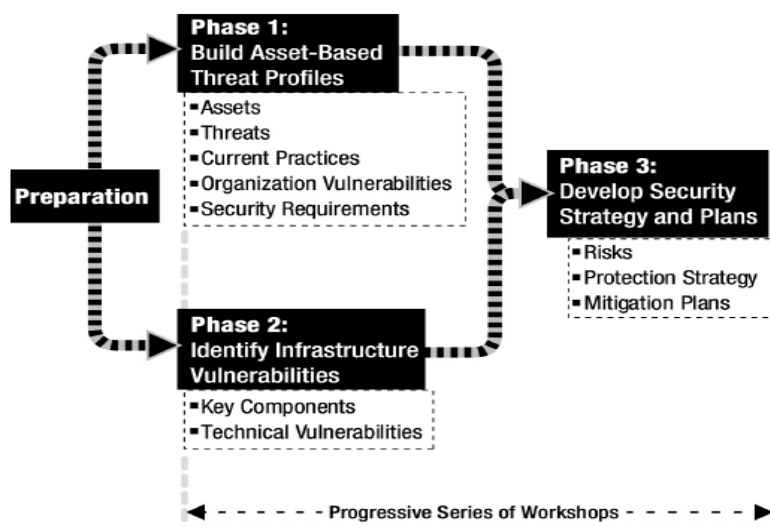 Phase 1:
Build Asset-Based
Threat Profiles
▪Assets
▪Threats
▪Current Practices
▪Organization Vulnerabilities
▪Security Requirements
Preparation
Phase 3:
Develop Security
Strategy and Plans
▪Risks
▪Protection Strategy
▪Mitigation Plans
Phase 2:
Identify Infrastructure
Vulnerabilities
▪Key Components
▪Technical Vulnerabilities
Progressive Series of Workshops